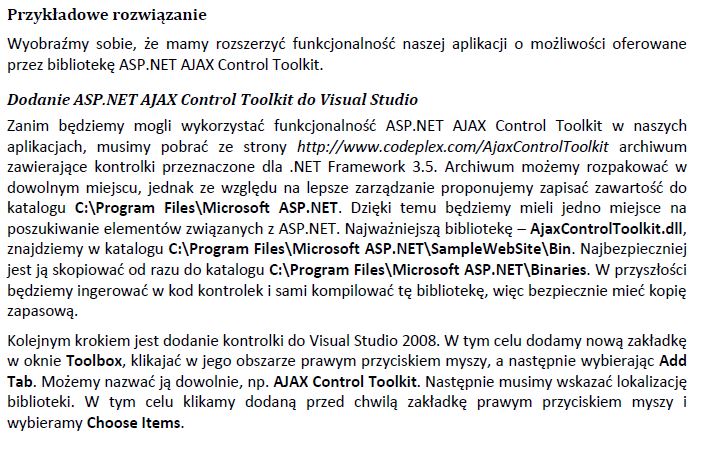 Przykładowe rozwiązanie
Wyobraźmy sobie, że mamy rozszerzyć funkcjonalność naszej aplikacji o możliwości oferowane
przez bibliotekę ASP.NET AJAX Control Toolkit.
Dodanie ASP.NET AJAX Control Toolkit do Visual Studio
Zanim będziemy mogli wykorzystać funkcjonalność ASP.NET AJAX Control Toolkit w naszych
aplikacjach, musimy pobrać ze strony http://www.codeplex.com/AjaxControlToolkit archiwum
zawierające kontrolki przeznaczone dla .NET Framework 3.5. Archiwum możemy rozpakować w
dowolnym miejscu, jednak ze względu na lepsze zarządzanie proponujemy zapisać zawartość do
katalogu C:\Program Files\Microsoft ASP.NET. Dzięki temu będziemy mieli jedno miejsce na
poszukiwanie elementów związanych z ASP.NET. Najważniejszą bibliotekę – AjaxControlToolkit.dll,
znajdziemy w katalogu C:\Program Files\Microsoft ASP.NET\SampleWebSite\Bin. Najbezpieczniej
jest ją skopiować od razu do katalogu C:\Program Files\Microsoft ASP.NET\Binaries. W przyszłości
będziemy ingerować w kod kontrolek i sami kompilować tę bibliotekę, więc bezpiecznie mieć kopię
zapasową.
Kolejnym krokiem jest dodanie kontrolki do Visual Studio 2008. W tym celu dodamy nową zakładkę
w oknie Toolbox, klikajać w jego obszarze prawym przyciskiem myszy, a następnie wybierając Add
Tab. Możemy nazwać ją dowolnie, np. AJAX Control Toolkit. Następnie musimy wskazać lokalizację
biblioteki. W tym celu klikamy dodaną przed chwilą zakładkę prawym przyciskiem myszy i
wybieramy Choose Items.